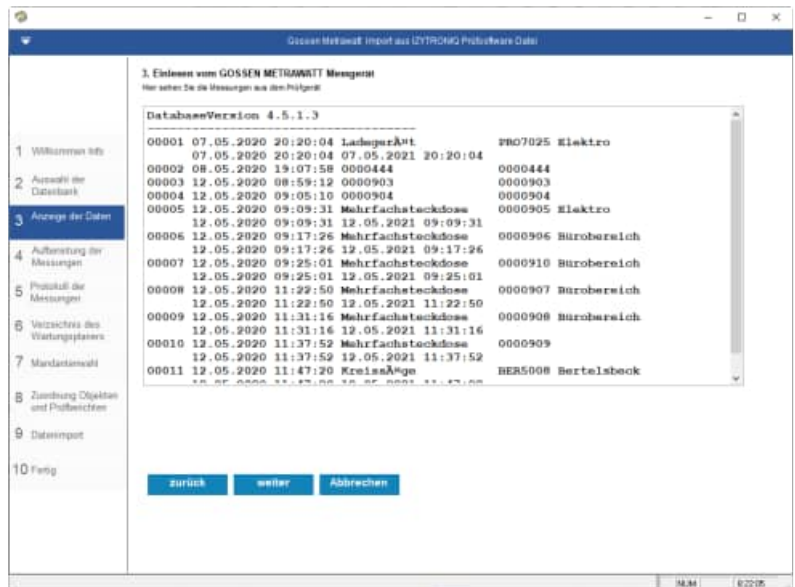 Gossen Metrawatt Import aus IZYTRONIQ Prüfsoftware Datei
3. Einlesen vom GOSSEN METRAWATT Messgerät
Hier sehen Sie die Messungen aus dem Prüfgerät
DatabaseVersion 4.5.1.3
00001 07.05.2020 20:20:04 LadegerÄ¤t PRO7025 Elektro
07.05.2020 20:20:04 07.05.2021 20:20:04
00002 08.05.2020 19:07:58 0000444 0000444
00003 12.05.2020 08:59:12 0000903 0000903
00004 12.05.2020 09:05:10 0000904 0000904
00005 12.05.2020 09:09:31 Mehrfachsteckdose 0000905 Elektro
12.05.2020 09:09:31 12.05.2021 09:09:31
00006 12.05.2020 09:17:26 Mehrfachsteckdose 0000906 Bürobereich
12.05.2020 09:17:26 12.05.2021 09:17:26
00007 12.05.2020 09:25:01 Mehrfachsteckdose 0000910 Bürobereich
12.05.2020 09:25:01 12.05.2021 09:25:01
00008 12.05.2020 11:22:50 Mehrfachsteckdose 0000907 Bürobereich
12.05.2020 11:22:50 12.05.2021 11:22:50
00009 12.05.2020 11:31:16 Mehrfachsteckdose 0000908 Bürobereich
12.05.2020 11:31:16 12.05.2021 11:31:16
00010 12.05.2020 11:37:52 Mehrfachsteckdose 0000909
12.05.2020 11:37:52 12.05.2021 11:37:52
00011 12.05.2020 11:47:20 KreissÄ¤ge BER5008 Bertelsbeck
1 Willkommen Info
2 Auswahl der
Datenbank
3 Anzeige der Daten
4 Aufbereitung der
Messungen
5 Protokoll der
Messungen
6 Verzeichnis des
Wartungsplaners
7 Mandantenwahl
8 Zuordnung Objekten
und Prüfberichten
9 Datenimport
10 Fertig
zurück weiter Abbrechen
NUM 8:22:05